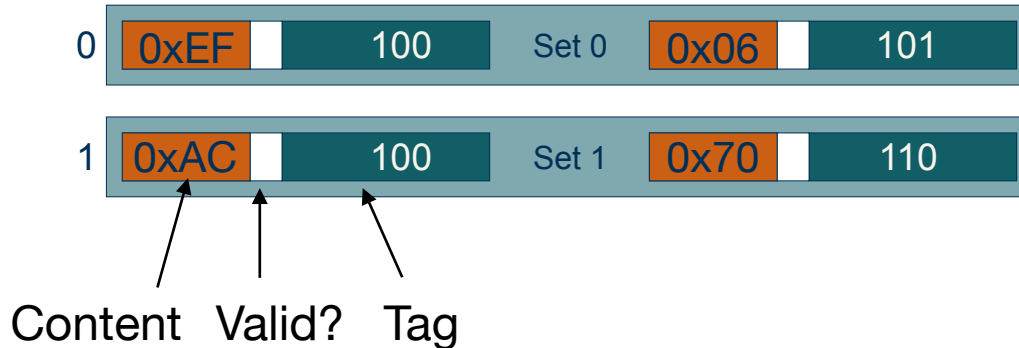 0 0xEF 100 Set 0 0x06 101
1 0xAC 100 Set 1 0x70 110
Content Valid? Tag